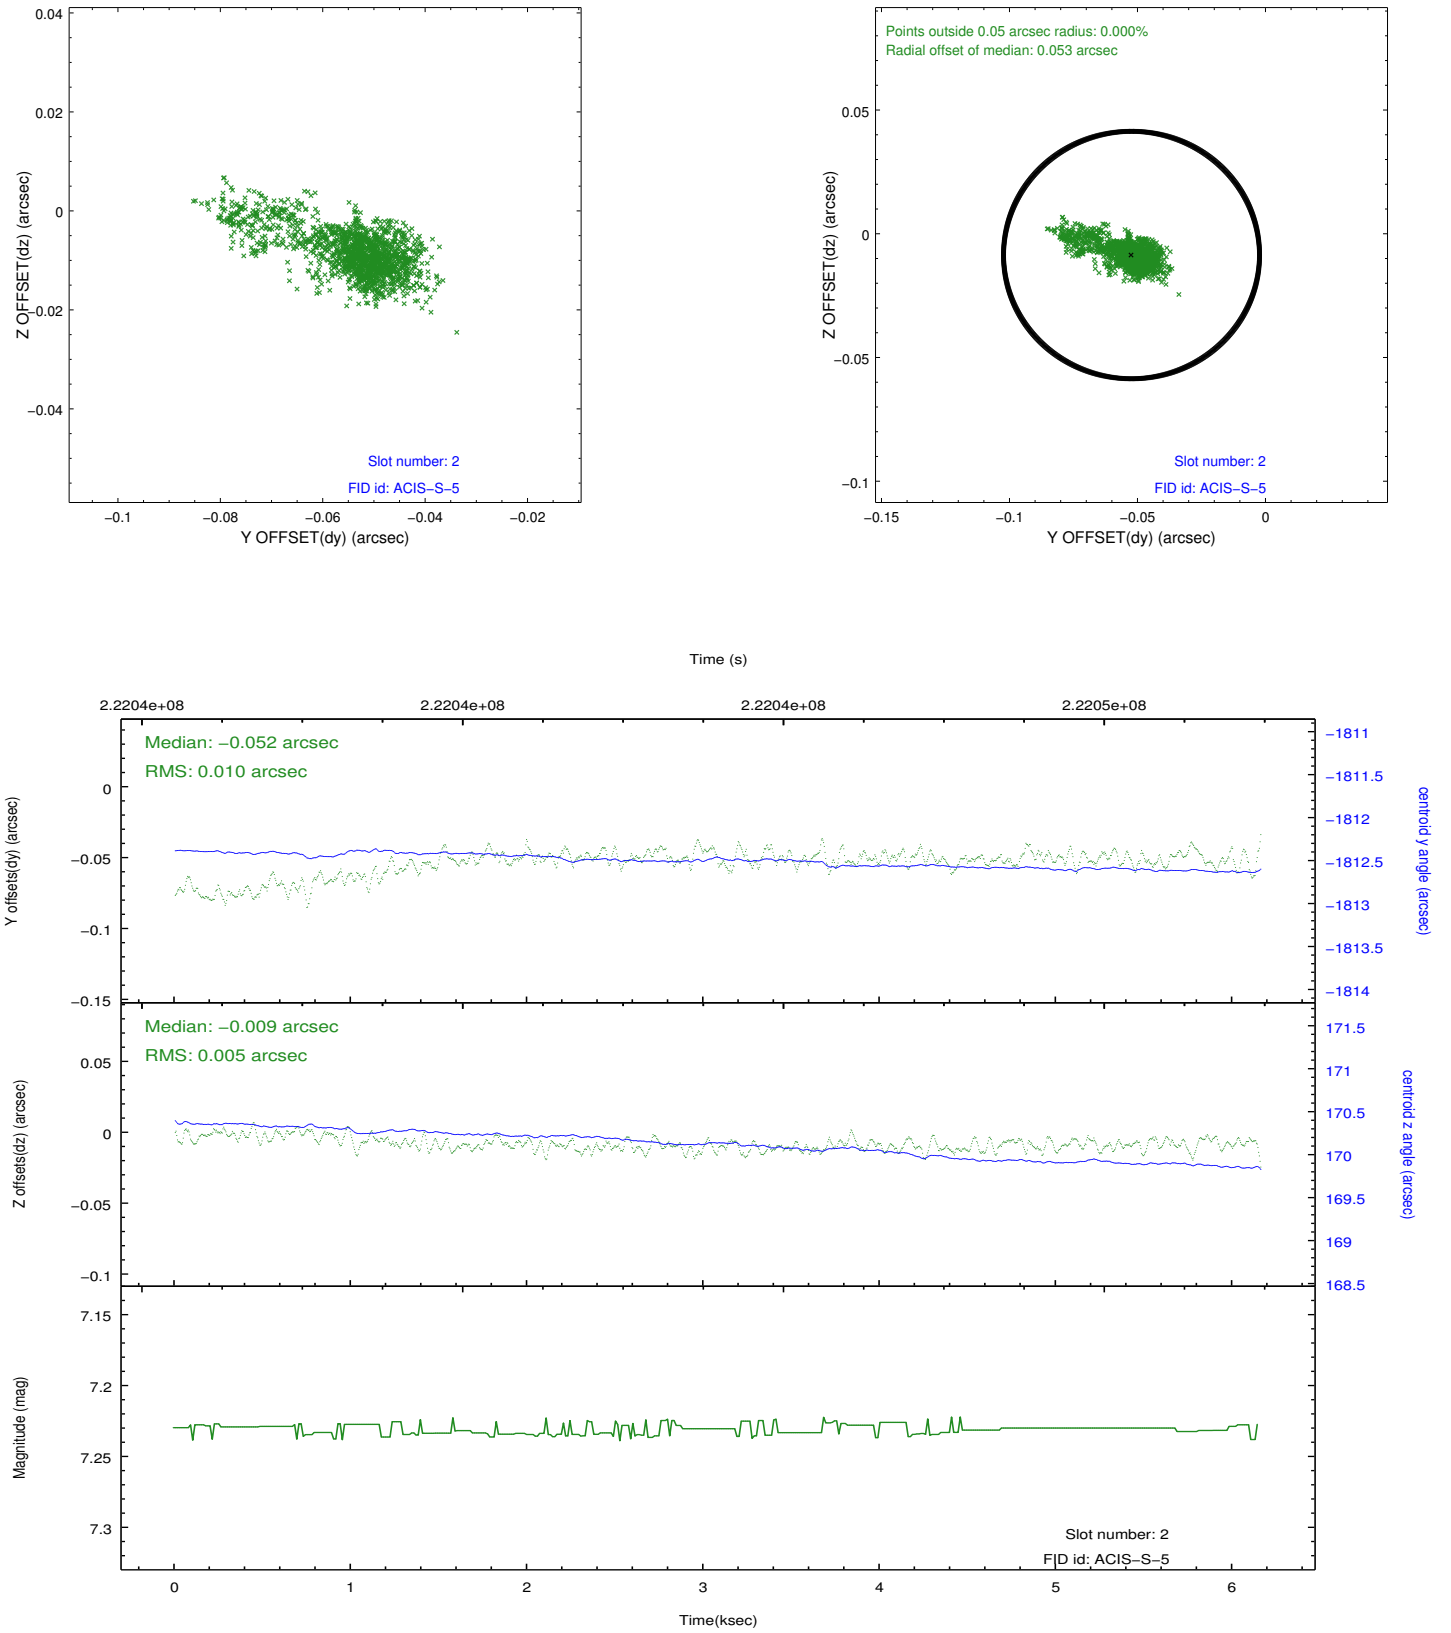 0.04
0.02
0
−0.02
−0.04
Z OFFSET(dz) (arcsec)
Slot number: 2
FID id: ACIS−S−5
−0.1
−0.08
−0.06
−0.04
−0.02
Y OFFSET(dy) (arcsec)
Points outside 0.05 arcsec radius: 0.000%
Radial offset of median: 0.053 arcsec
0.05
0
−0.05
−0.1
Z OFFSET(dz) (arcsec)
Slot number: 2
FID id: ACIS−S−5
−0.15
−0.1
−0.05
0
Y OFFSET(dy) (arcsec)
Time (s)
2.2204e+08
2.2204e+08
2.2204e+08
2.2205e+08
Median: −0.052 arcsec
RMS: 0.010 arcsec
0
−0.05
−0.1
−0.15
Y offsets(dy) (arcsec)
−1811
−1811.5
−1812
−1812.5
−1813
−1813.5
−1814
centroid y angle (arcsec)
Median: −0.009 arcsec
RMS: 0.005 arcsec
0.05
0
−0.05
−0.1
Z offsets(dz) (arcsec)
171.5
171
170.5
170
169.5
169
168.5
centroid z angle (arcsec)
7.15
7.2
7.25
7.3
Magnitude (mag)
Slot number: 2
FID id: ACIS−S−5
0
1
2
3
4
5
6
Time(ksec)